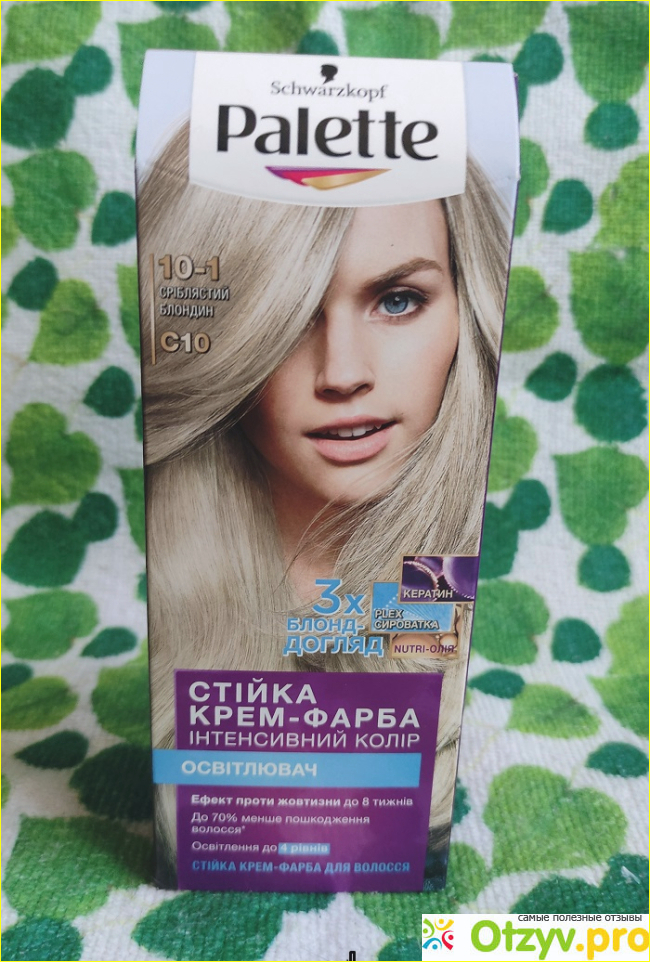 Schwarzkopf
Palette
10-1
СРІБЛЯСТИЙ
БЛОНДИН
C10
3x
БЛОНД-
ДОГЛЯД
КЕРАТИН
PLEX
СИРОВАТКА
NUTRI-ОЛІЯ
СТІЙКА
КРЕМ-ФАРБА
ІНТЕНСИВНИЙ КОЛІР
ОСВІТЛЮВАЧ
Ефект проти жовтизни до 8 тижнів
До 70% менше пошкодження
волосся*
Освітлення до 4 рівнів
СТІЙКА КРЕМ-ФАРБА ДЛЯ ВОЛОССЯ
самые полезные отзывы
Otzyv.pro